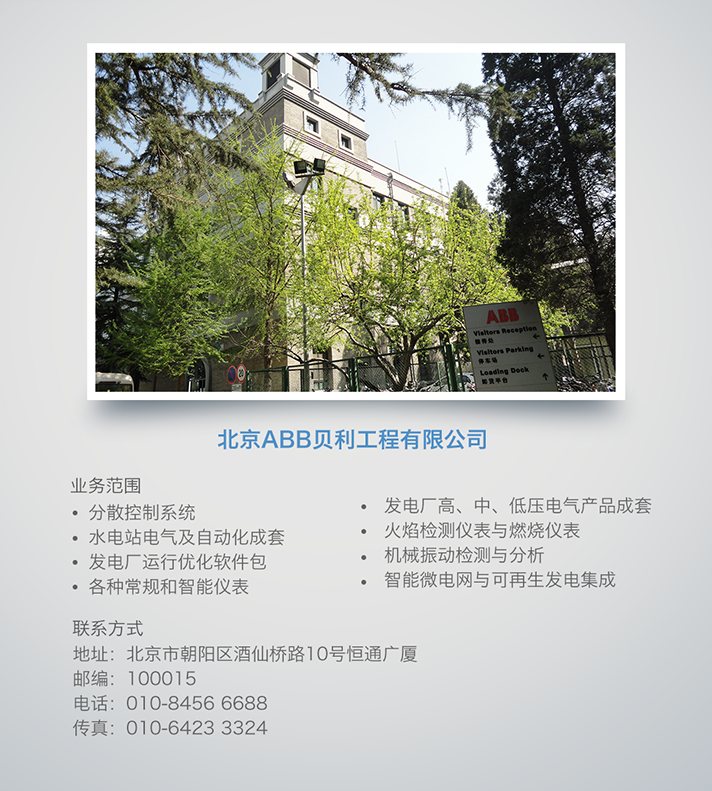 ABB
Visitors Reception
Visitors Parking
停车场
Loading Dock
卸货平台
北京ABB贝利工程有限公司
业务范围
• 分散控制系统
• 水电站电气及自动化成套
• 发电厂运行优化软件包
• 各种常规和智能仪表
• 发电厂高、中、低压电气产品成套
• 火焰检测仪表与燃烧仪表
• 机械振动检测与分析
• 智能微电网与可再生发电集成
联系方式
地址：北京市朝阳区酒仙桥路10号恒通广厦
邮编：100015
电话：010-8456 6688
传真：010-6423 3324